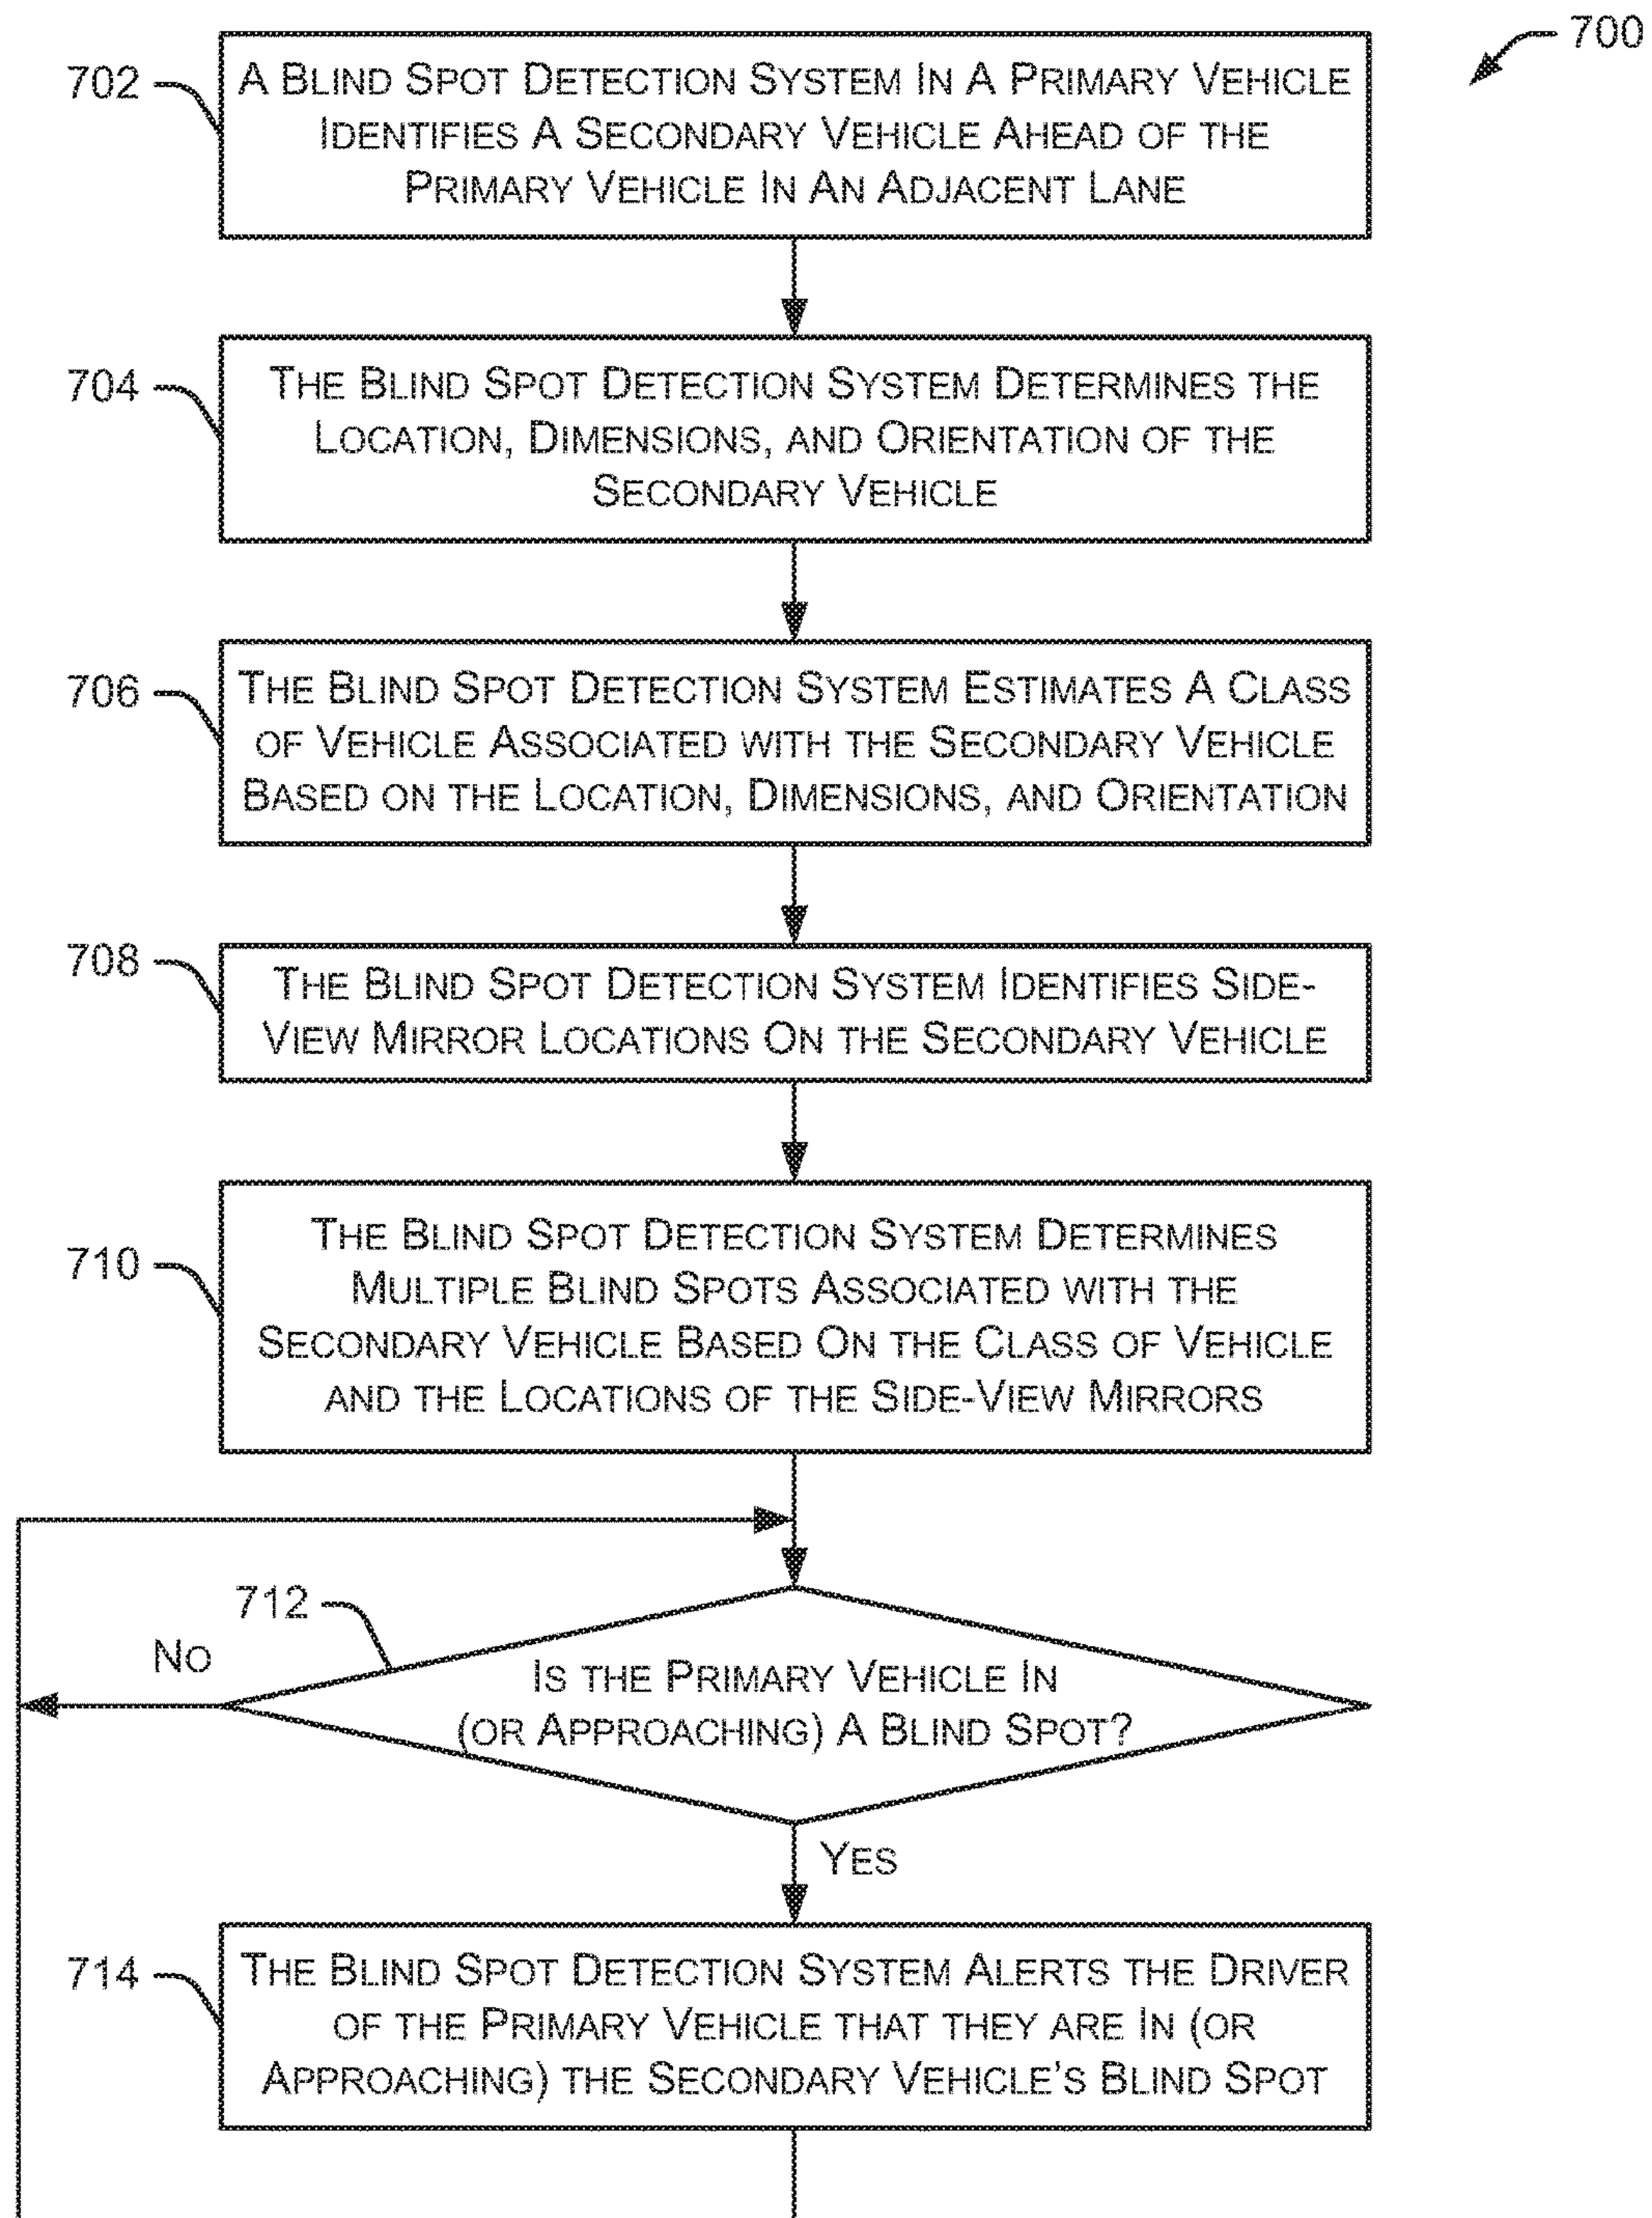 700
702
A BLIND SPOT DETECTION SYSTEM IN A PRIMARY VEHICLE
IDENTIFIES A SECONDARY VEHICLE AHEAD OF THE
PRIMARY VEHICLE IN AN ADJACENT LANE
704
THE BLIND SPOT DETECTION SYSTEM DETERMINES THE
LOCATION, DIMENSIONS, AND ORIENTATION OF THE
SECONDARY VEHICLE
706
THE BLIND SPOT DETECTION SYSTEM ESTIMATES A CLASS
OF VEHICLE ASSOCIATED WITH THE SECONDARY VEHICLE
BASED ON THE LOCATION, DIMENSIONS, AND ORIENTATION
708
THE BLIND SPOT DETECTION SYSTEM IDENTIFIES SIDE-
VIEW MIRROR LOCATIONS ON THE SECONDARY VEHICLE
710
THE BLIND SPOT DETECTION SYSTEM DETERMINES
MULTIPLE BLIND SPOTS ASSOCIATED WITH THE
SECONDARY VEHICLE BASED ON THE CLASS OF VEHICLE
AND THE LOCATIONS OF THE SIDE-VIEW MIRRORS
712
NO
IS THE PRIMARY VEHICLE IN
(OR APPROACHING) A BLIND SPOT?
YES
714
THE BLIND SPOT DETECTION SYSTEM ALERTS THE DRIVER
OF THE PRIMARY VEHICLE THAT THEY ARE IN (OR
APPROACHING) THE SECONDARY VEHICLE'S BLIND SPOT